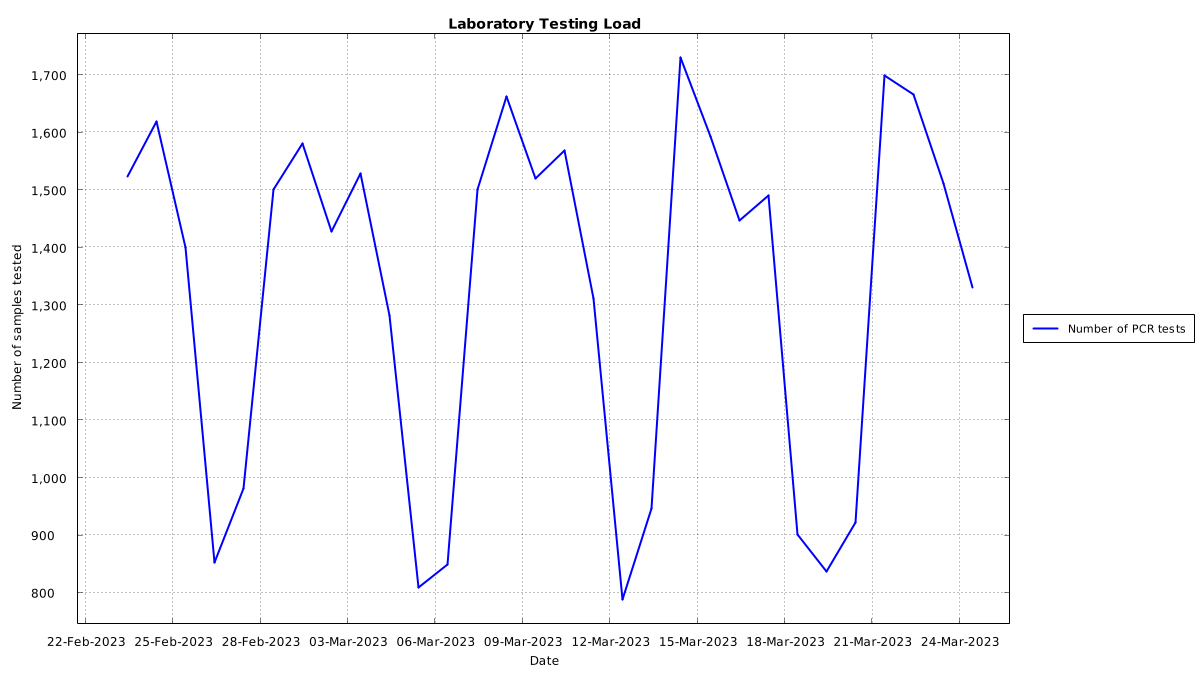 Laboratory Testing Load
Number of samples tested
1,700
1,600
1,500
1,400
1,300
1,200
1,100
1,000
900
800
22-Feb-2023 25-Feb-2023 28-Feb-2023 03-Mar-2023 06-Mar-2023 09-Mar-2023 12-Mar-2023 15-Mar-2023 18-Mar-2023 21-Mar-2023 24-Mar-2023
Date
Number of PCR tests